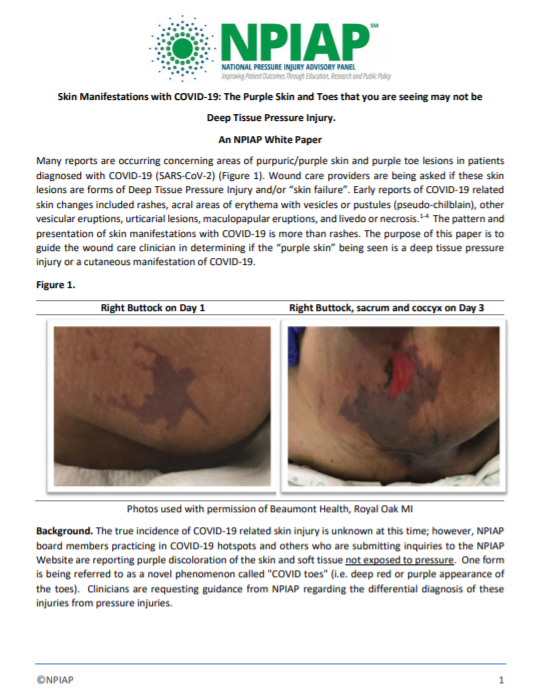 NPIAP SM
NATIONAL PRESSURE INJURY ADVISORY PANEL
Improving Patient Outcomes Through Education, Research and Public Policy
Skin Manifestations with COVID-19: The Purple Skin and Toes that you are seeing may not be
Deep Tissue Pressure Injury.
An NPIAP White Paper
Many reports are occurring concerning areas of purpuric/purple skin and purple toe lesions in patients
diagnosed with COVID-19 (SARS-CoV-2) (Figure 1). Wound care providers are being asked if these skin
lesions are forms of Deep Tissue Pressure Injury and/or “skin failure”. Early reports of COVID-19 related
skin changes included rashes, acral areas of erythema with vesicles or pustules (pseudo-chilblain), other
vesicular eruptions, urticarial lesions, maculopapular eruptions, and livedo or necrosis.1-4 The pattern and
presentation of skin manifestations with COVID-19 is more than rashes. The purpose of this paper is to
guide the wound care clinician in determining if the “purple skin” being seen is a deep tissue pressure
injury or a cutaneous manifestation of COVID-19.
Figure 1.
Right Buttock on Day 1 Right Buttock, sacrum and coccyx on Day 3
Photos used with permission of Beaumont Health, Royal Oak MI
Background. The true incidence of COVID-19 related skin injury is unknown at this time; however, NPIAP
board members practicing in COVID-19 hotspots and others who are submitting inquiries to the NPIAP
Website are reporting purple discoloration of the skin and soft tissue not exposed to pressure. One form
is being referred to as a novel phenomenon called "COVID toes" (i.e. deep red or purple appearance of
the toes). Clinicians are requesting guidance from NPIAP regarding the differential diagnosis of these
injuries from pressure injuries.
©NPIAP 1